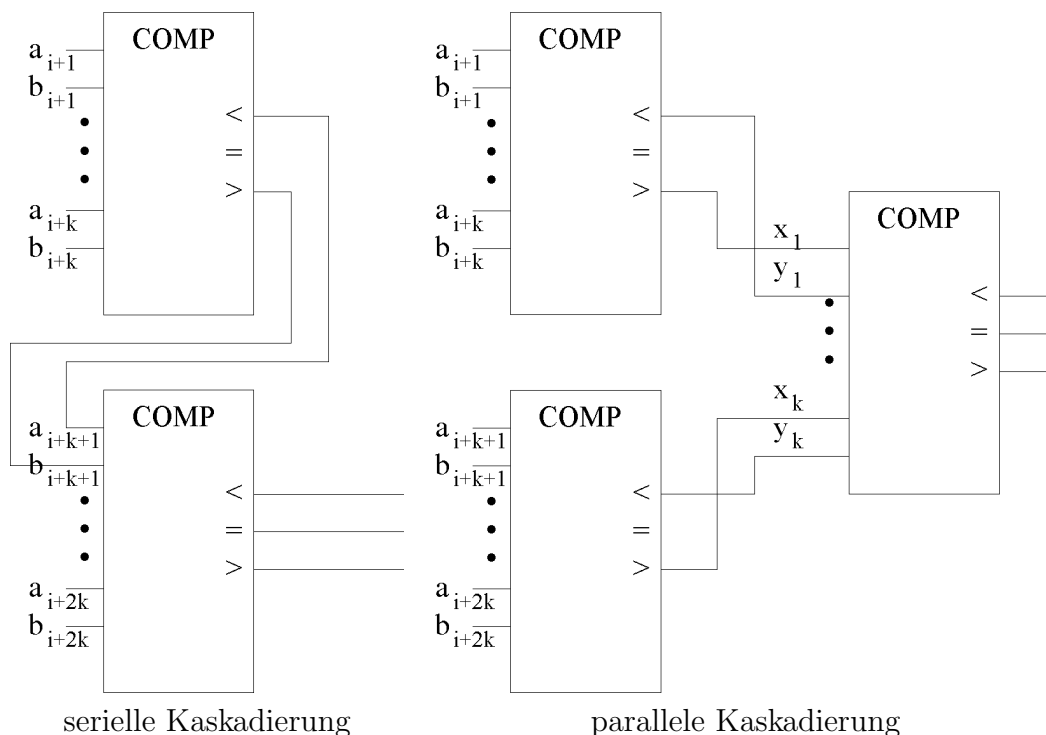 COMP
a i+1
b i+1
<
=
>
a i+k
b i+k
COMP
a i+k+1
b i+k+1
<
=
>
a i+2k
b i+2k
serielle Kaskadierung
COMP
a i+1
b i+1
<
=
>
a i+k
b i+k
COMP
a i+k+1
b i+k+1
<
=
>
a i+2k
b i+2k
COMP
x 1
y 1
<
=
>
x k
y k
parallele Kaskadierung